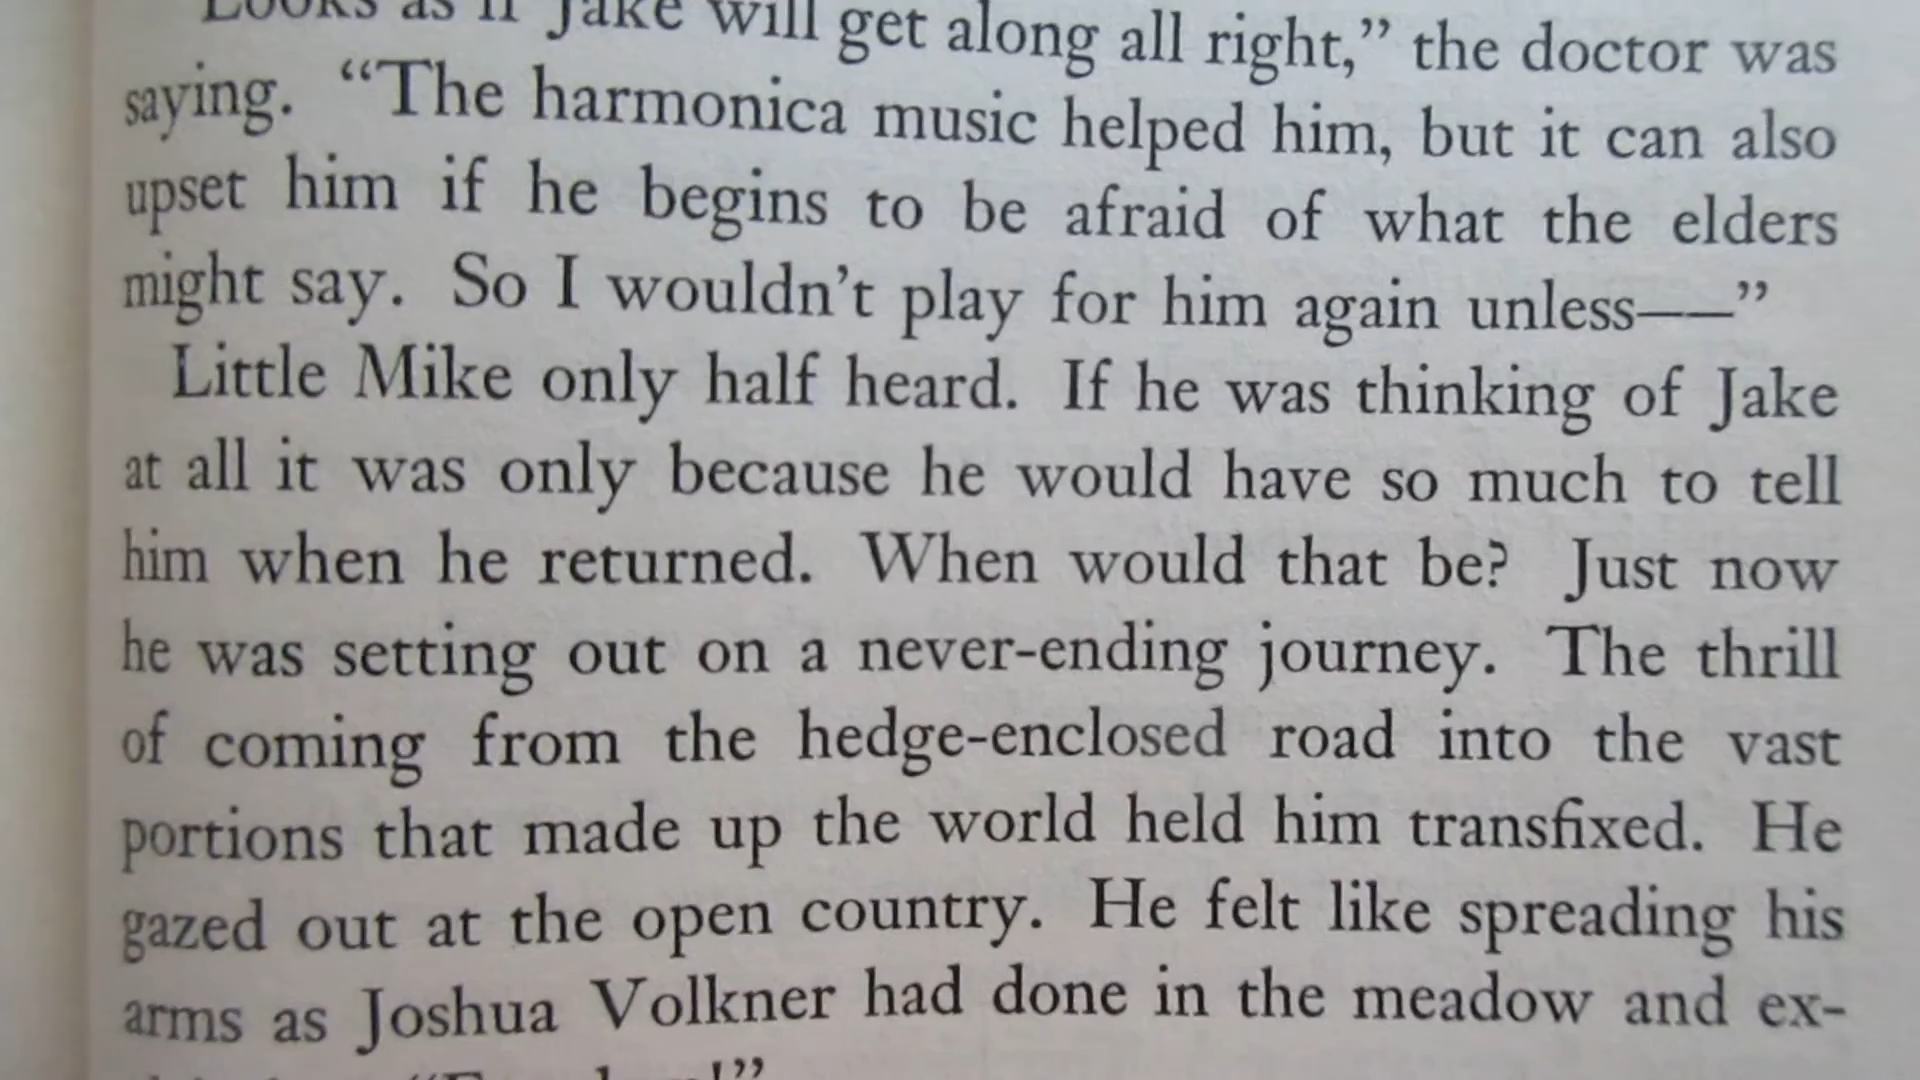 Looks as if Jake will get along all right,” the doctor was
saying. “The harmonica music helped him, but it can also
upset him if he begins to be afraid of what the elders
might say. So I wouldn’t play for him again unless——”
Little Mike only half heard. If he was thinking of Jake
at all it was only because he would have so much to tell
him when he returned. When would that be? Just now
he was setting out on a never-ending journey. The thrill
of coming from the hedge-enclosed road into the vast
portions that made up the world held him transfixed. He
gazed out at the open country. He felt like spreading his
arms as Joshua Volkner had done in the meadow and ex-